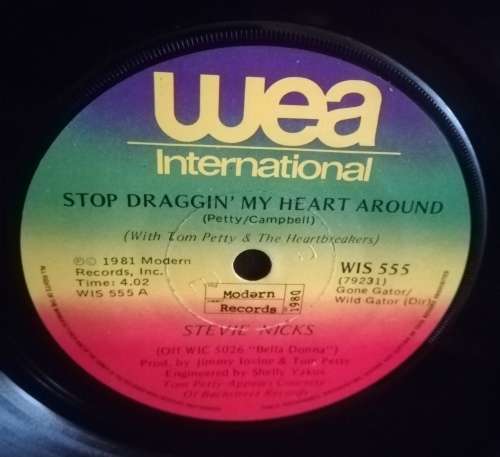 wea
International
STOP DRAGGIN' MY HEART AROUND
(Petty/Campbell)
(With Tom Petty & The Heartbreakers)
℗© 1981 Modern
Records, Inc.
Time: 4.02
WIS 555 A
Modern
Records
1980
WIS 555
(79231)
Gone Gator/
Wild Gator (Dir)
STEVIE NICKS
(Off WIC 5026 "Bella Donna")
Prod. by Jimmy Iovine & Tom Petty
Engineered by Shelly Yakus
Tom Petty Appears Courtesy
Of Backstreet Records